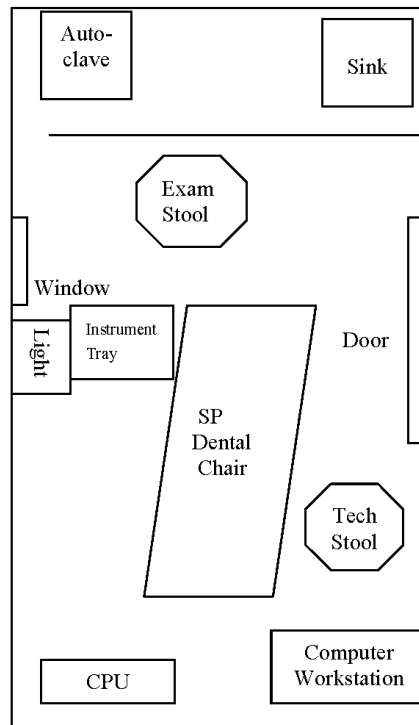 Auto-
clave
Sink
Exam
Stool
Window
Light
Instrument
Tray
Door
SP
Dental
Chair
Tech
Stool
Computer
Workstation
CPU